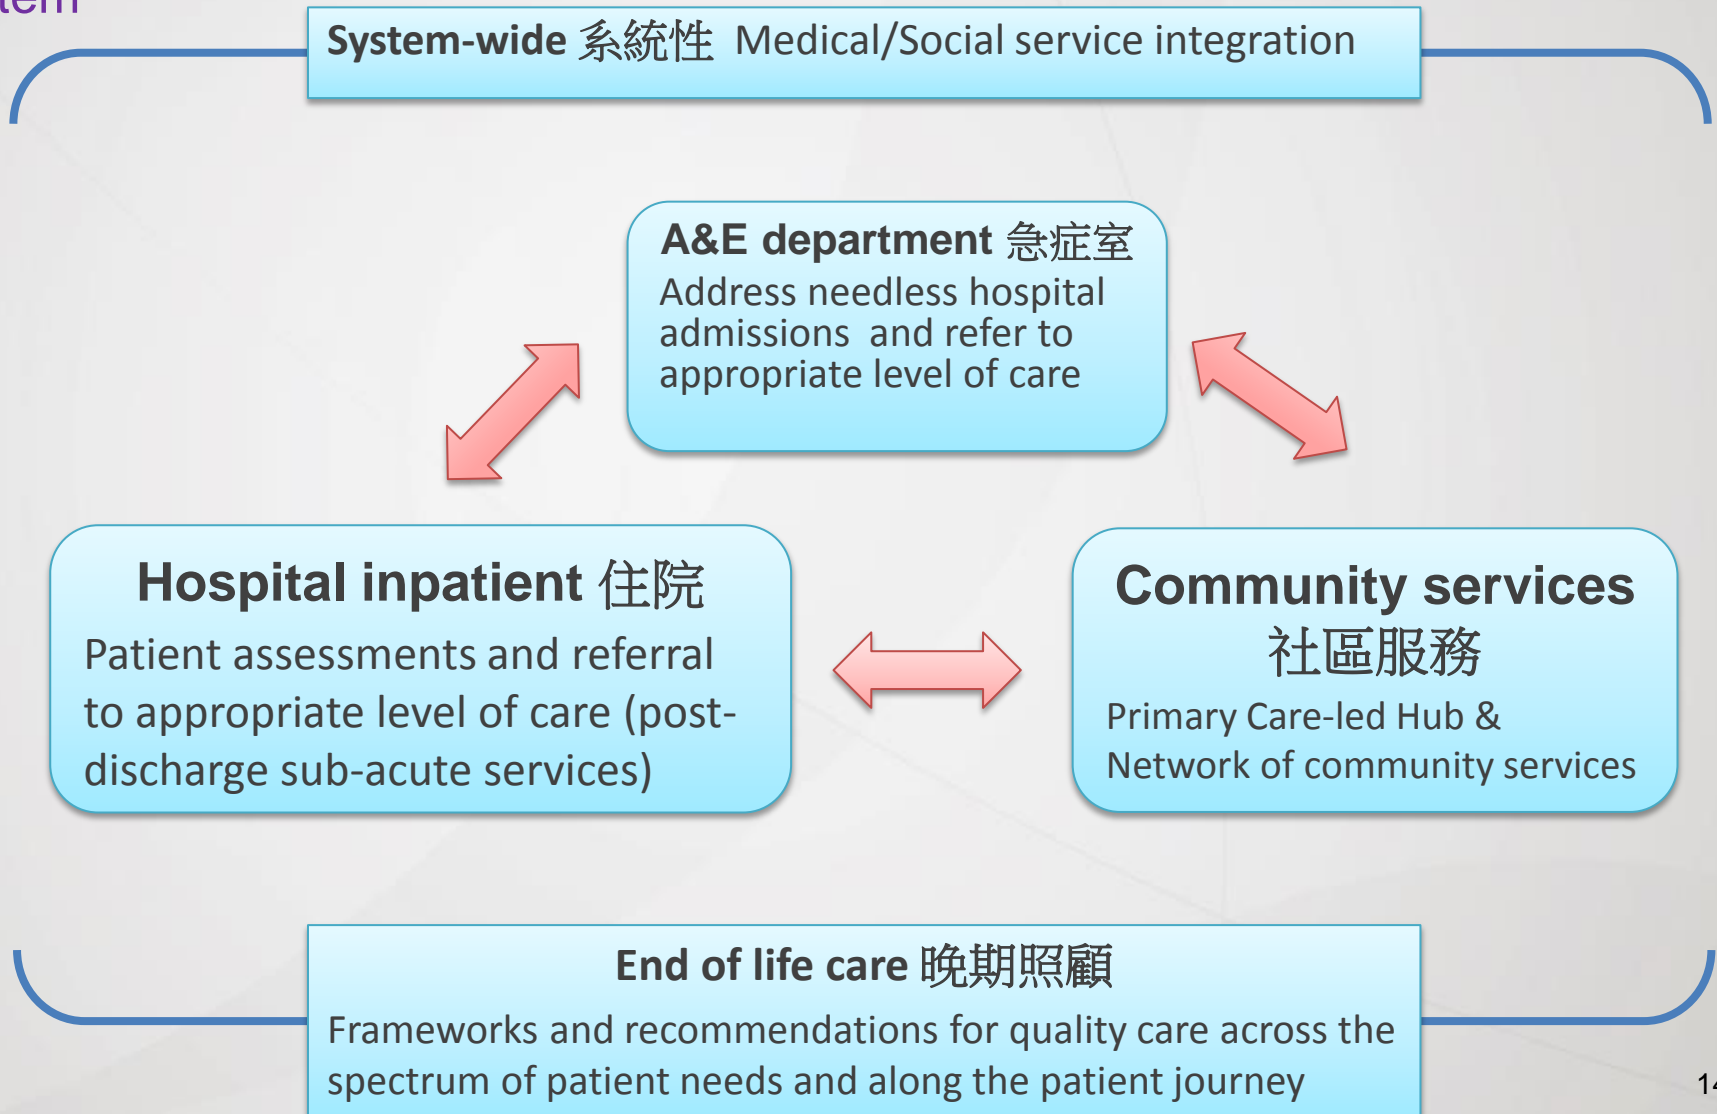 System-wide 系統性 Medical/Social service integration
A&E department 急症室
Address needless hospital
admissions and refer to
appropriate level of care
Hospital inpatient 住院
Patient assessments and referral
to appropriate level of care (post-
discharge sub-acute services)
Community services
社區服務
Primary Care-led Hub &
Network of community services
End of life care 晚期照顧
Frameworks and recommendations for quality care across the
spectrum of patient needs and along the patient journey